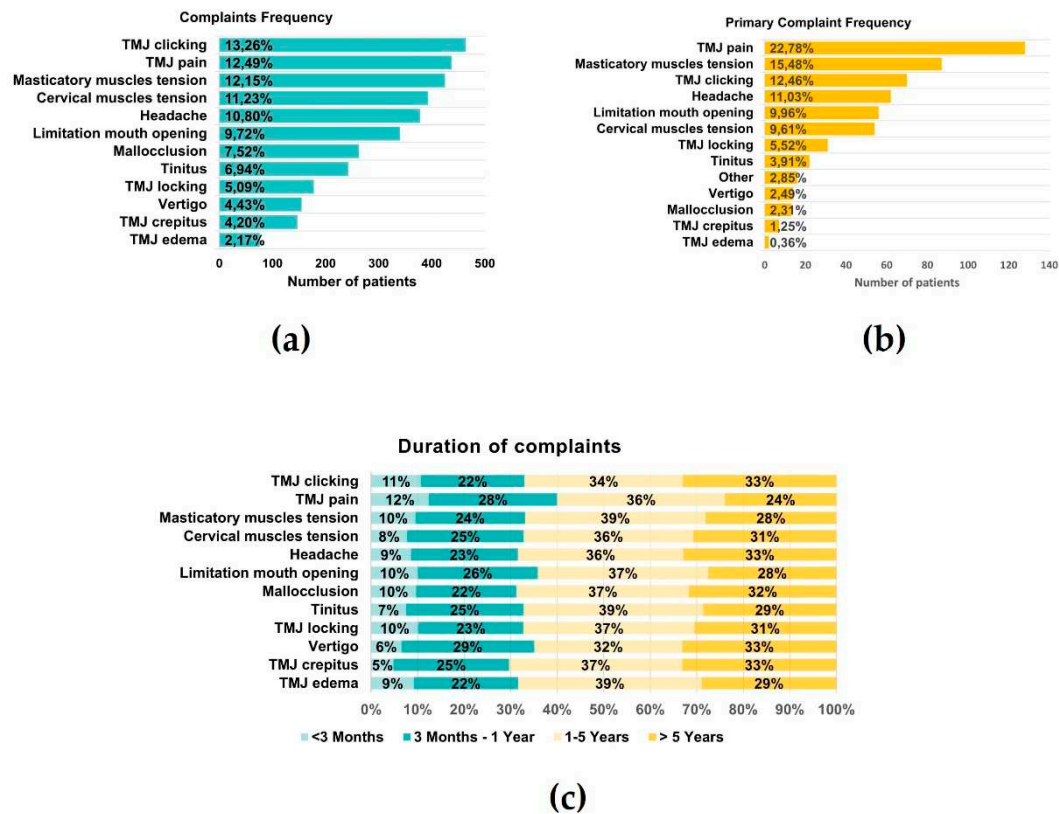 Complaints Frequency
TMJ clicking 13,26%
TMJ pain 12,49%
Masticatory muscles tension 12,15%
Cervical muscles tension 11,23%
Headache 10,80%
Limitation mouth opening 9,72%
Mallocclusion 7,52%
Tinitus 6,94%
TMJ locking 5,09%
Vertigo 4,43%
TMJ crepitus 4,20%
TMJ edema 2,17%
0 100 200 300 400 500
Number of patients
(a)
Primary Complaint Frequency
TMJ pain 22,78%
Masticatory muscles tension 15,48%
TMJ clicking 12,46%
Headache 11,03%
Limitation mouth opening 9,96%
Cervical muscles tension 9,61%
TMJ locking 5,52%
Tinitus 3,91%
Other 2,85%
Vertigo 2,49%
Mallocclusion 2,31%
TMJ crepitus 1,25%
TMJ edema 0,36%
0 20 40 60 80 100 120 140
Number of patients
(b)
Duration of complaints
TMJ clicking 11% 22% 34% 33%
TMJ pain 12% 28% 36% 24%
Masticatory muscles tension 10% 24% 39% 28%
Cervical muscles tension 8% 25% 36% 31%
Headache 9% 23% 36% 33%
Limitation mouth opening 10% 26% 37% 28%
Mallocclusion 10% 22% 37% 32%
Tinitus 7% 25% 39% 29%
TMJ locking 10% 23% 37% 31%
Vertigo 6% 29% 32% 33%
TMJ crepitus 5% 25% 37% 33%
TMJ edema 9% 22% 39% 29%
0% 10% 20% 30% 40% 50% 60% 70% 80% 90% 100%
<3 Months 3 Months - 1 Year 1-5 Years > 5 Years
(c)